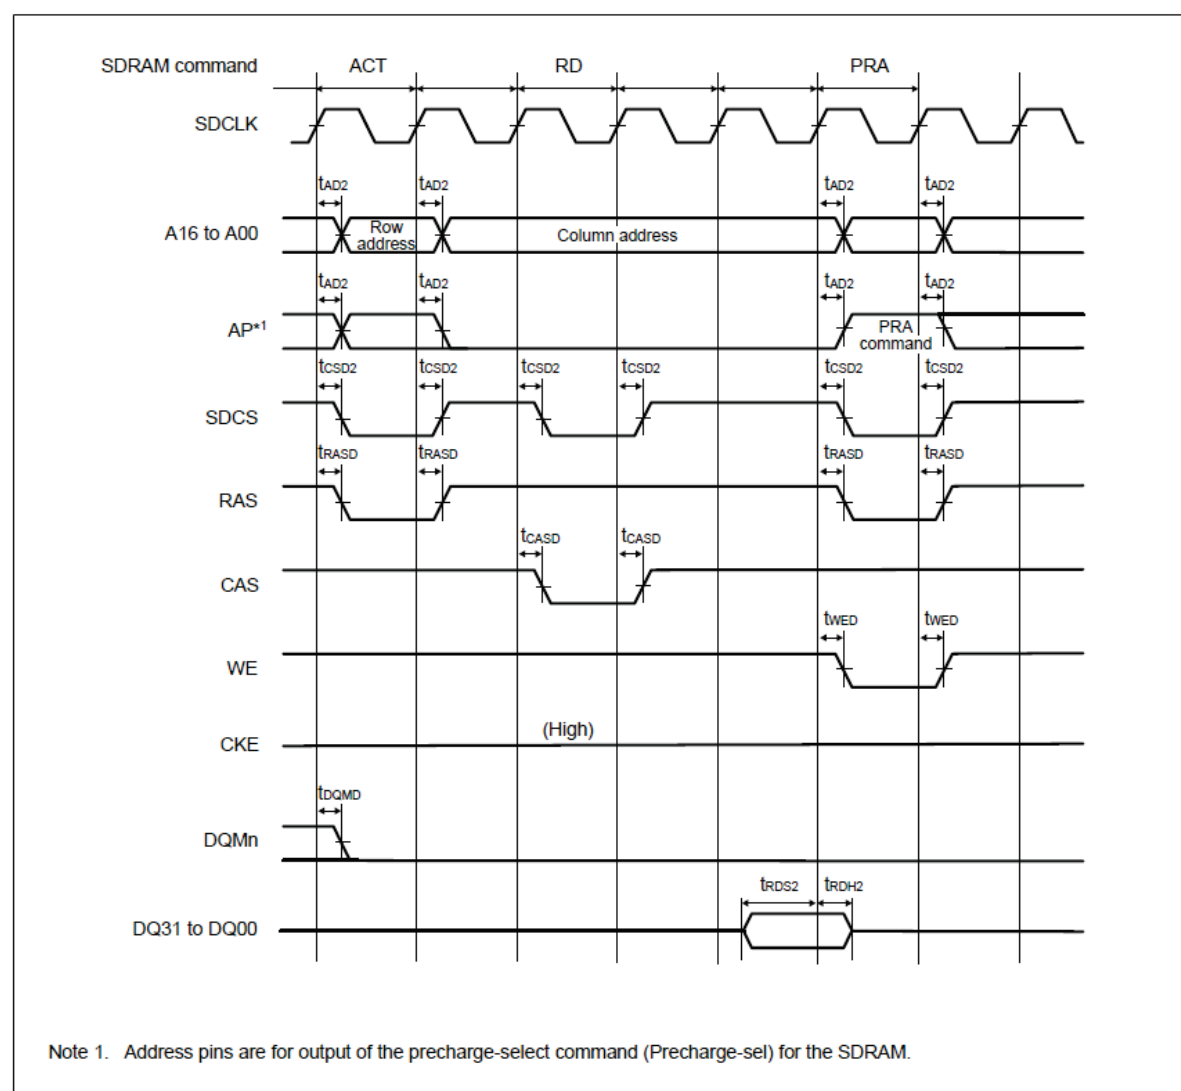 SDRAM command ACT RD PRA
SDCLK
tAD2 tAD2 tAD2 tAD2
A16 to A00 Row address Column address
tAD2 tAD2 tAD2 tAD2
AP*1 PRA command
tCSD2 tCSD2 tCSD2 tCSD2 tCSD2 tCSD2
SDCS
tRASD tRASD tRASD tRASD
RAS
tCASD tCASD
CAS
tWED tWED
WE
(High)
CKE
tDQMD
DQMn
tRDS2 tRDH2
DQ31 to DQ00
Note 1. Address pins are for output of the precharge-select command (Precharge-sel) for the SDRAM.